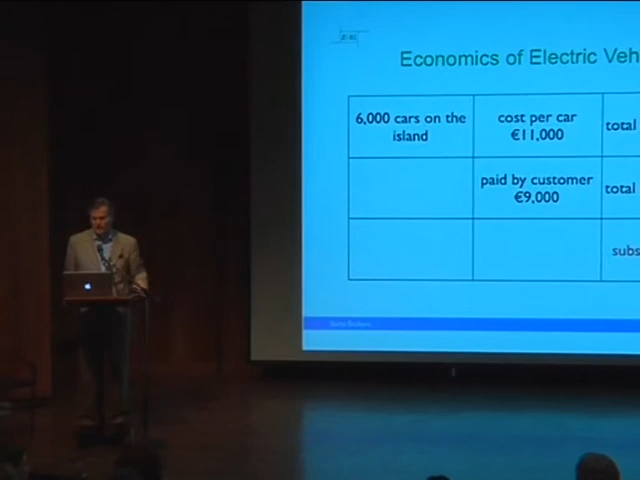 Economics of Electric Veh
6,000 cars on the
island
cost per car
€11,000
total
paid by customer
€9,000
total
subs